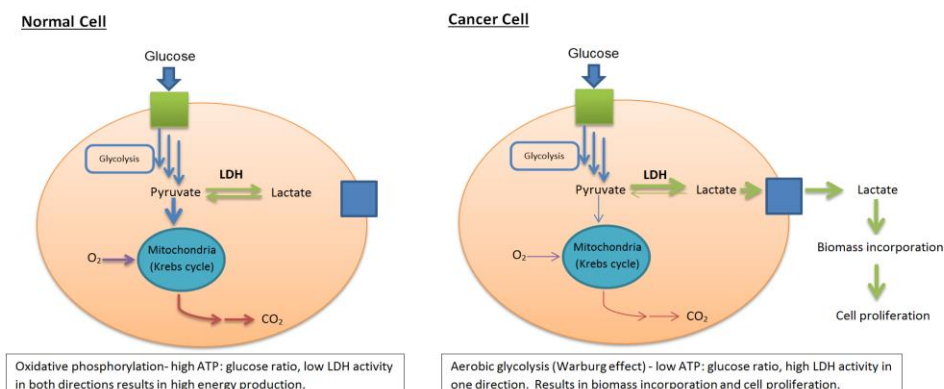 Normal Cell
Glucose
Glycolysis
LDH
Pyruvate
Lactate
O₂
Mitochondria
(Krebs cycle)
CO₂
Oxidative phosphorylation- high ATP: glucose ratio, low LDH activity
in both directions results in high energy production.
Cancer Cell
Glucose
Glycolysis
LDH
Pyruvate
Lactate
Lactate
O₂
Mitochondria
(Krebs cycle)
CO₂
Biomass incorporation
Cell proliferation
Aerobic glycolysis (Warburg effect) - low ATP: glucose ratio, high LDH activity in
one direction. Results in biomass incorporation and cell proliferation.